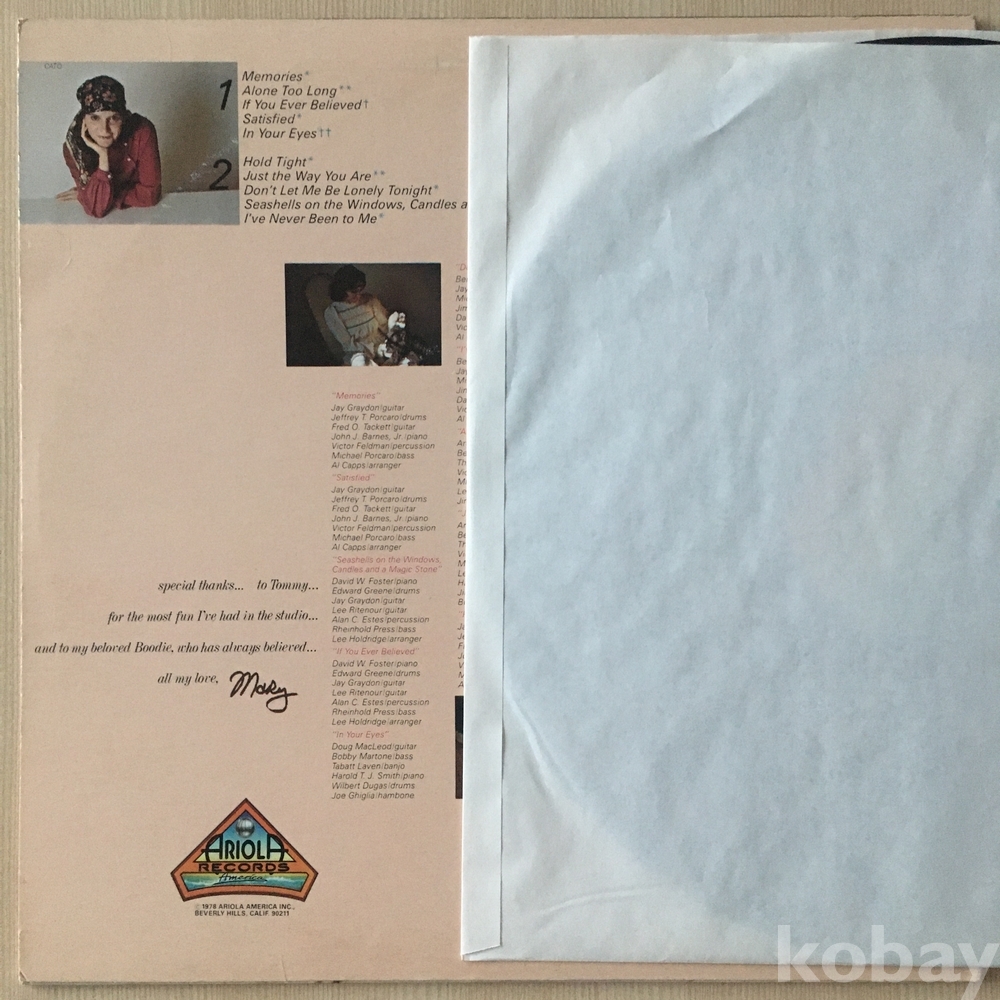 CATO
1
Memories*
Alone Too Long**
If You Ever Believed†
Satisfied*
In Your Eyes††
2
Hold Tight*
Just the Way You Are**
Don't Let Me Be Lonely Tonight*
Seashells on the Windows, Candles a
I've Never Been to Me*
"Memories"
Jay Graydon/guitar
Jeffrey T. Porcaro/drums
Fred O. Tackett/guitar
John J. Barnes, Jr./piano
Victor Feldman/percussion
Michael Porcaro/bass
Al Capps/arranger
"Satisfied"
Jay Graydon/guitar
Jeffrey T. Porcaro/drums
Fred O. Tackett/guitar
John J. Barnes, Jr./piano
Victor Feldman/percussion
Michael Porcaro/bass
Al Capps/arranger
"Seashells on the Windows,
Candles and a Magic Stone"
David W. Foster/piano
Edward Greene/drums
Jay Graydon/guitar
Lee Ritenour/guitar
Alan C. Estes/percussion
Rheinhold Press/bass
Lee Holdridge/arranger
"If You Ever Believed"
David W. Foster/piano
Edward Greene/drums
Jay Graydon/guitar
Lee Ritenour/guitar
Alan C. Estes/percussion
Rheinhold Press/bass
Lee Holdridge/arranger
"In Your Eyes"
Doug MacLeod/guitar
Bobby Martone/bass
Tabatt Laven/banjo
Harold T. J. Smith/piano
Wilbert Dugas/drums
Joe Ghiglia/hambone
special thanks... to Tommy...
for the most fun I've had in the studio...
and to my beloved Boodie, who has always believed...
all my love, Mary
ARIOLA
RECORDS
America
© 1978 ARIOLA AMERICA INC.,
BEVERLY HILLS, CALIF. 90211
kobay